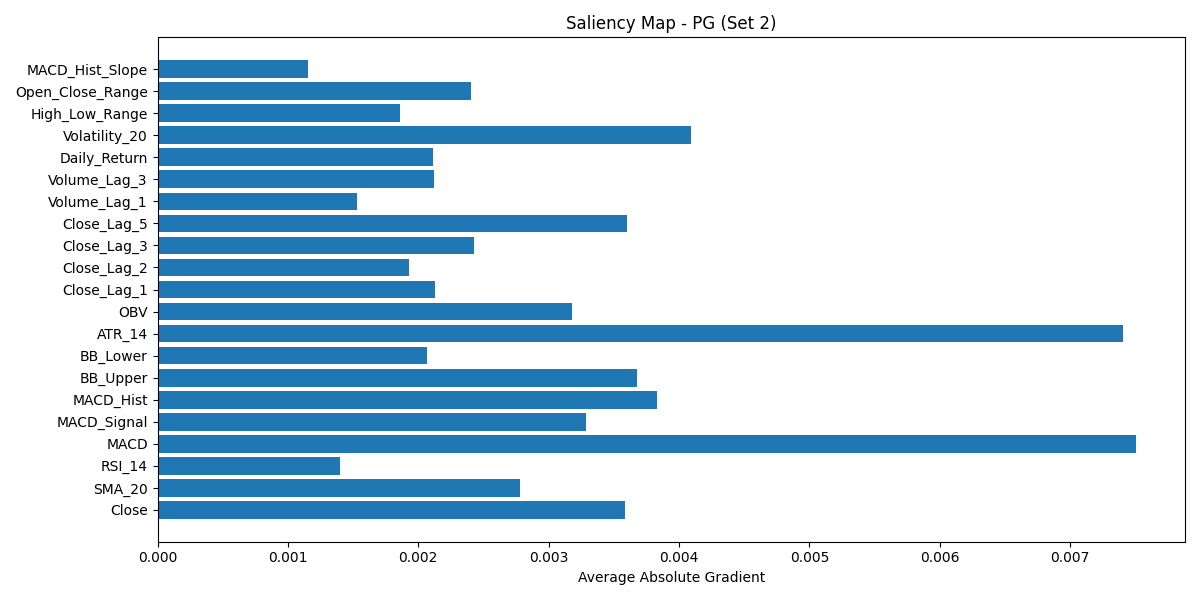 Saliency Map - PG (Set 2)
MACD_Hist_Slope
Open_Close_Range
High_Low_Range
Volatility_20
Daily_Return
Volume_Lag_3
Volume_Lag_1
Close_Lag_5
Close_Lag_3
Close_Lag_2
Close_Lag_1
OBV
ATR_14
BB_Lower
BB_Upper
MACD_Hist
MACD_Signal
MACD
RSI_14
SMA_20
Close
0.000 0.001 0.002 0.003 0.004 0.005 0.006 0.007
Average Absolute Gradient